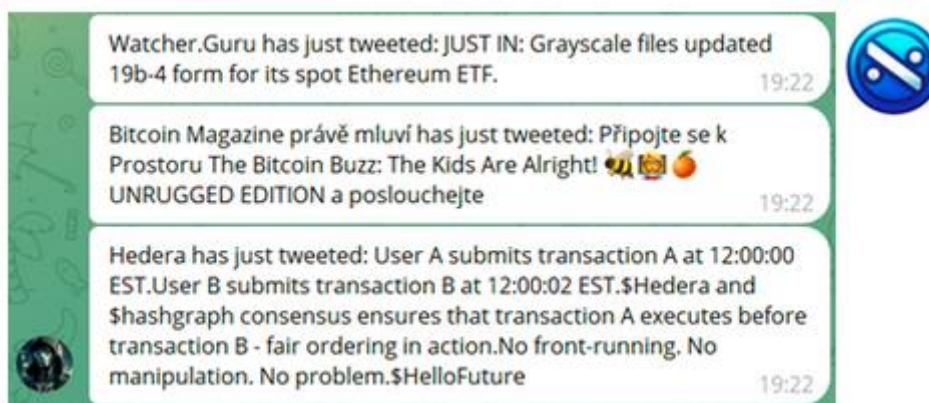 Watcher.Guru has just tweeted: JUST IN: Grayscale files updated
19b-4 form for its spot Ethereum ETF.
19:22
Bitcoin Magazine právě mluví has just tweeted: Připojte se k
Prostoru The Bitcoin Buzz: The Kids Are Alright! 🐝🙆🍊
UNRUGGED EDITION a poslouchejte
19:22
Hedera has just tweeted: User A submits transaction A at 12:00:00
EST.User B submits transaction B at 12:00:02 EST.$Hedera and
$hashgraph consensus ensures that transaction A executes before
transaction B - fair ordering in action.No front-running. No
manipulation. No problem.$HelloFuture
19:22